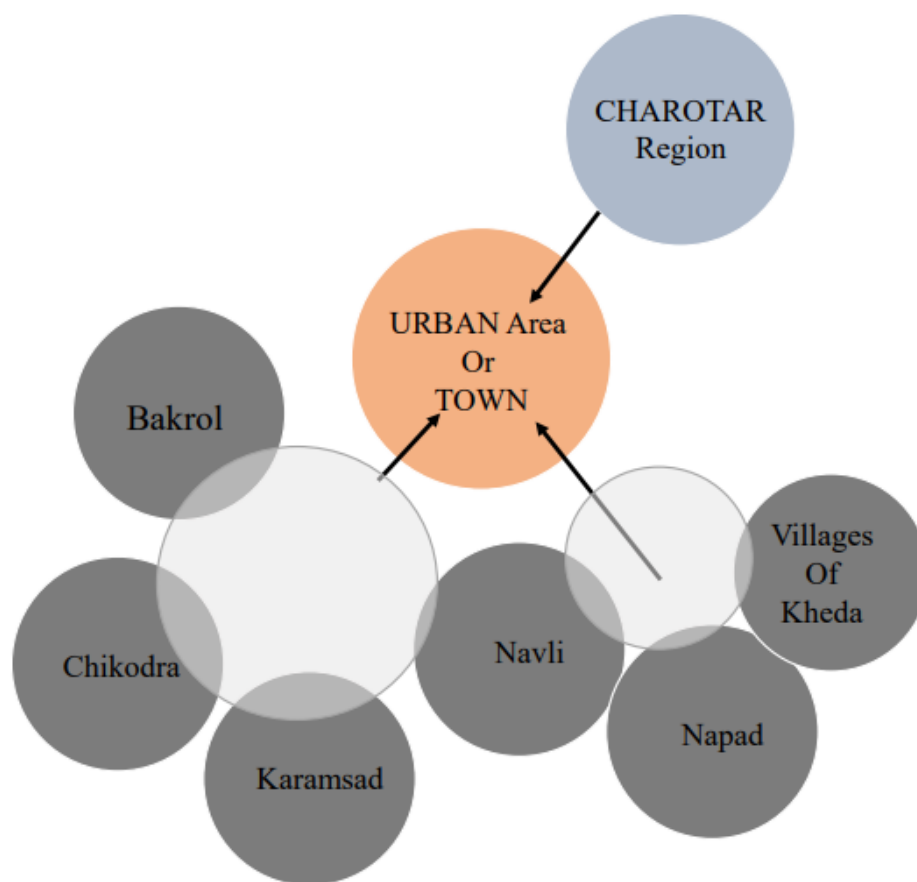 CHAROTAR
Region
URBAN Area
Or
TOWN
Bakrol
Villages
Of
Kheda
Navli
Chikodra
Napad
Karamsad